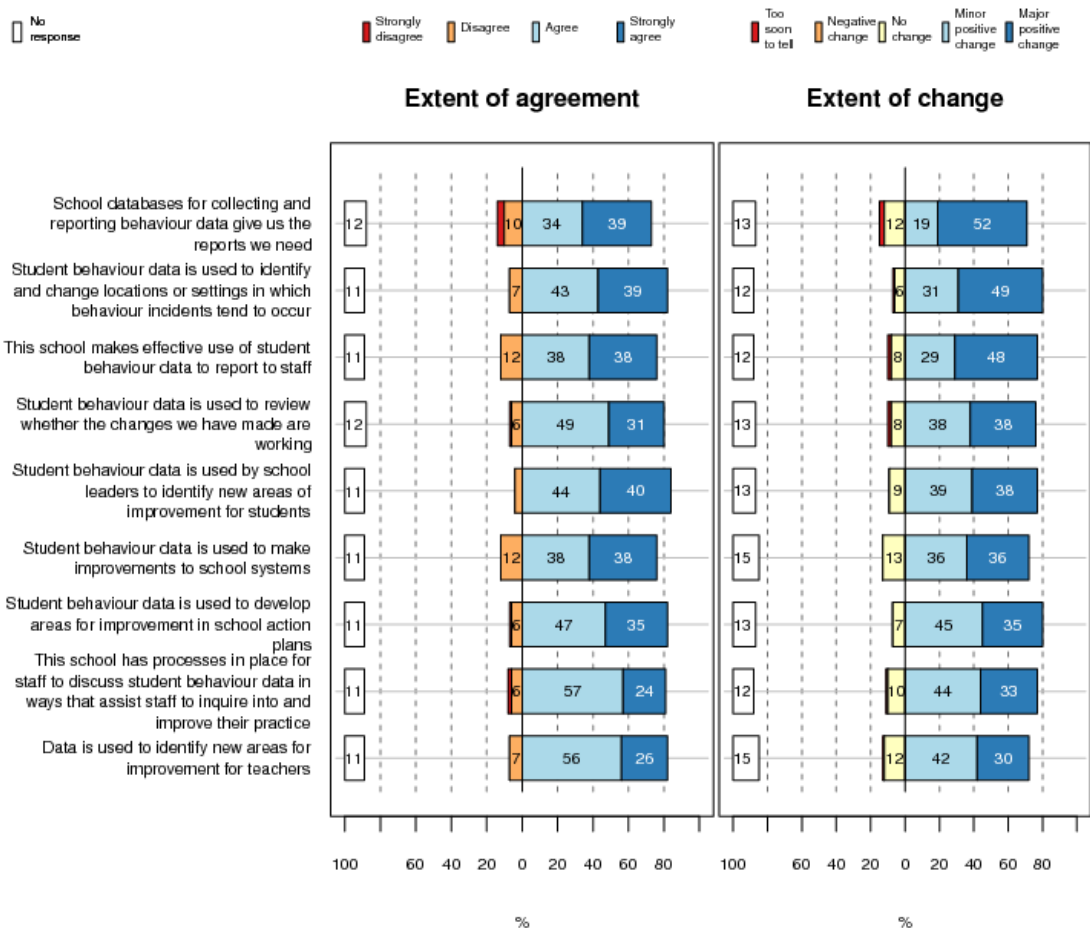 No
response
Strongly
disagree
Disagree
Agree
Strongly
agree
Too
soon
to tell
Negative
change
No
change
Minor
positive
change
Major
positive
change
Extent of agreement
Extent of change
School databases for collecting and
reporting behaviour data give us the
reports we need
12 10 34 39 13 12 19 52
Student behaviour data is used to identify
and change locations or settings in which
behaviour incidents tend to occur
11 7 43 39 12 6 31 49
This school makes effective use of student
behaviour data to report to staff
11 12 38 38 12 8 29 48
Student behaviour data is used to review
whether the changes we have made are
working
12 6 49 31 13 8 38 38
Student behaviour data is used by school
leaders to identify new areas of
improvement for students
11 44 40 13 9 39 38
Student behaviour data is used to make
improvements to school systems
11 12 38 38 15 13 36 36
Student behaviour data is used to develop
areas for improvement in school action
plans
11 6 47 35 13 7 45 35
This school has processes in place for
staff to discuss student behaviour data in
ways that assist staff to inquire into and
improve their practice
11 6 57 24 12 10 44 33
Data is used to identify new areas for
improvement for teachers
11 7 56 26 15 12 42 30
100 60 40 20 0 20 40 60 80
100 60 40 20 0 20 40 60 80
%
%